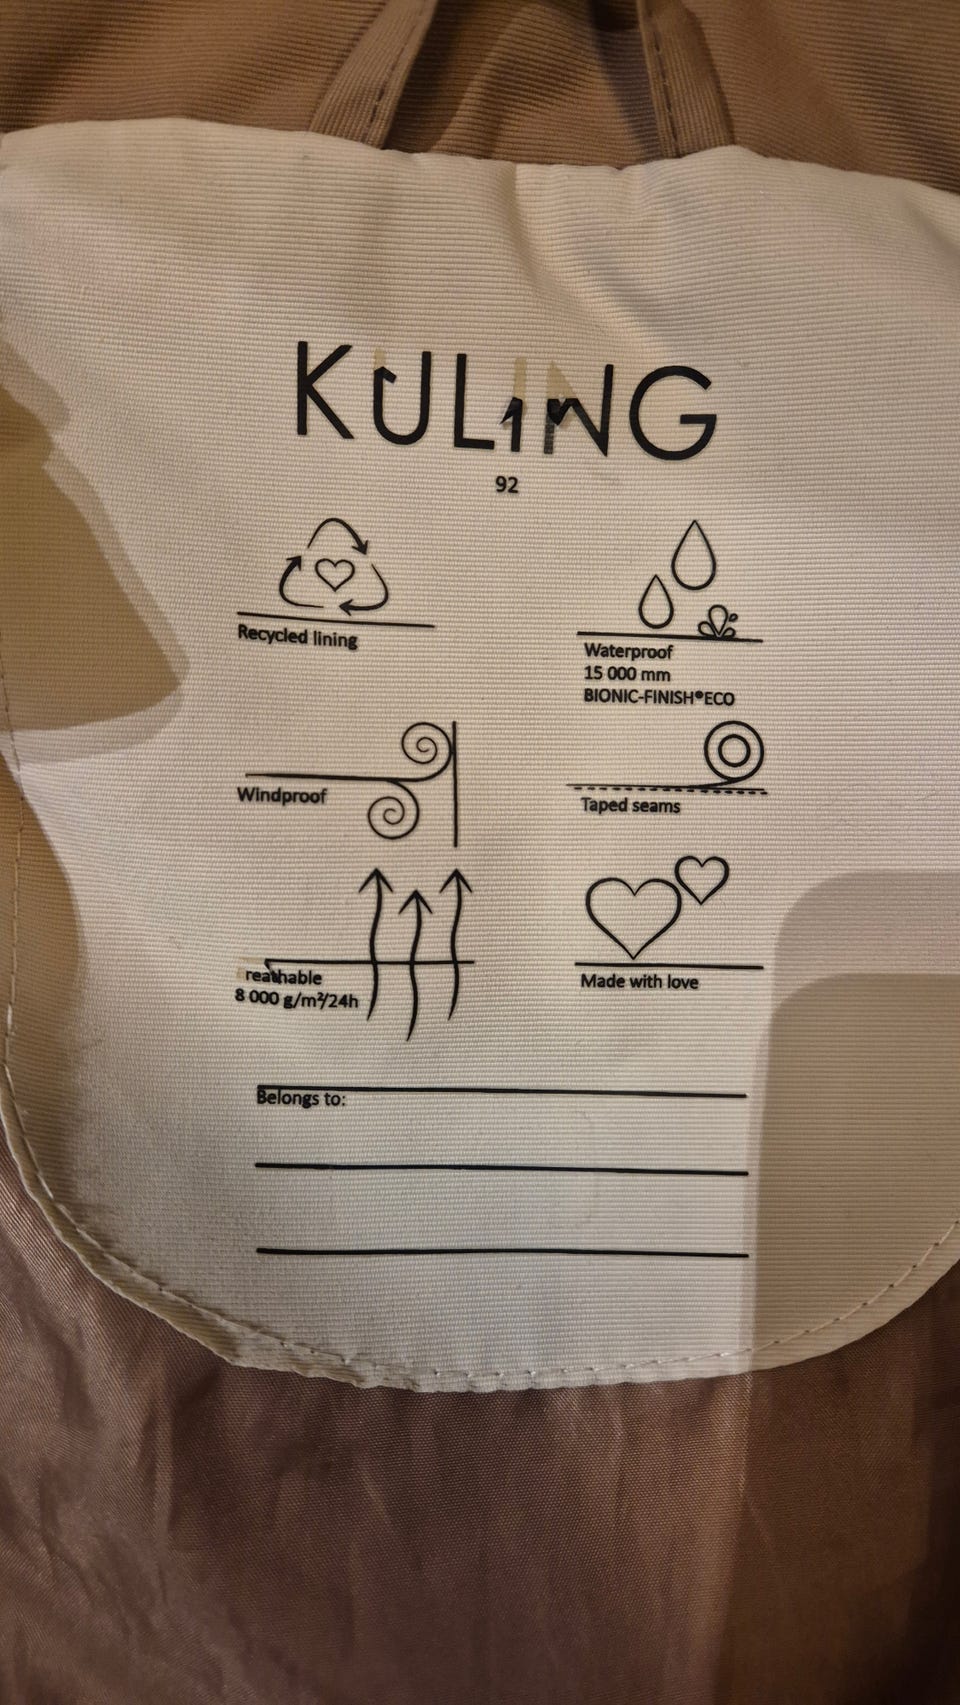 KULING
92
Recycled lining
Waterproof
15 000 mm
BIONIC-FINISH®ECO
Windproof
Taped seams
reathable
8 000 g/m²/24h
Made with love
Belongs to: